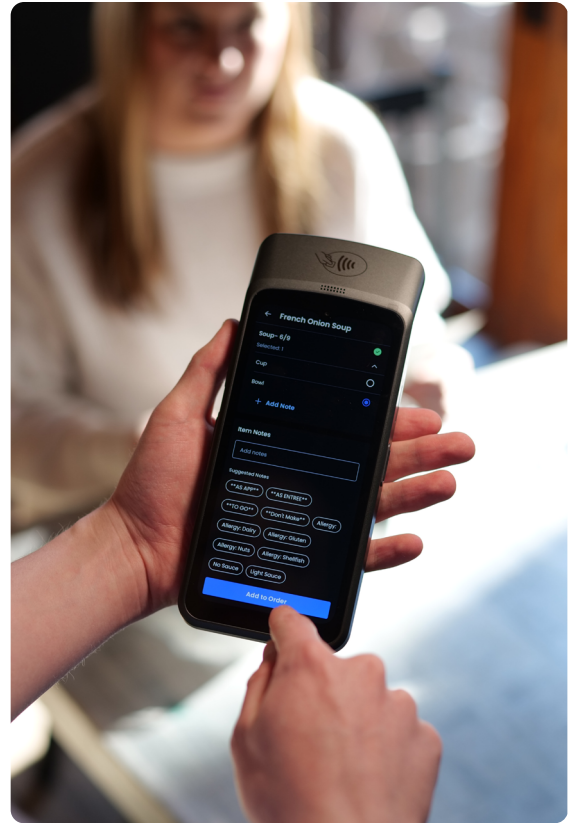 ← French Onion Soup
Soup- 6/9
Selected: 1
Cup
Bowl
+ Add Note
Item Notes
Add notes
Suggested Notes
**AS APP** **AS ENTREE**
**TO GO** **Don't Make** Allergy:
Allergy: Dairy Allergy: Gluten
Allergy: Nuts Allergy: Shellfish
No Sauce Light Sauce
Add to Order